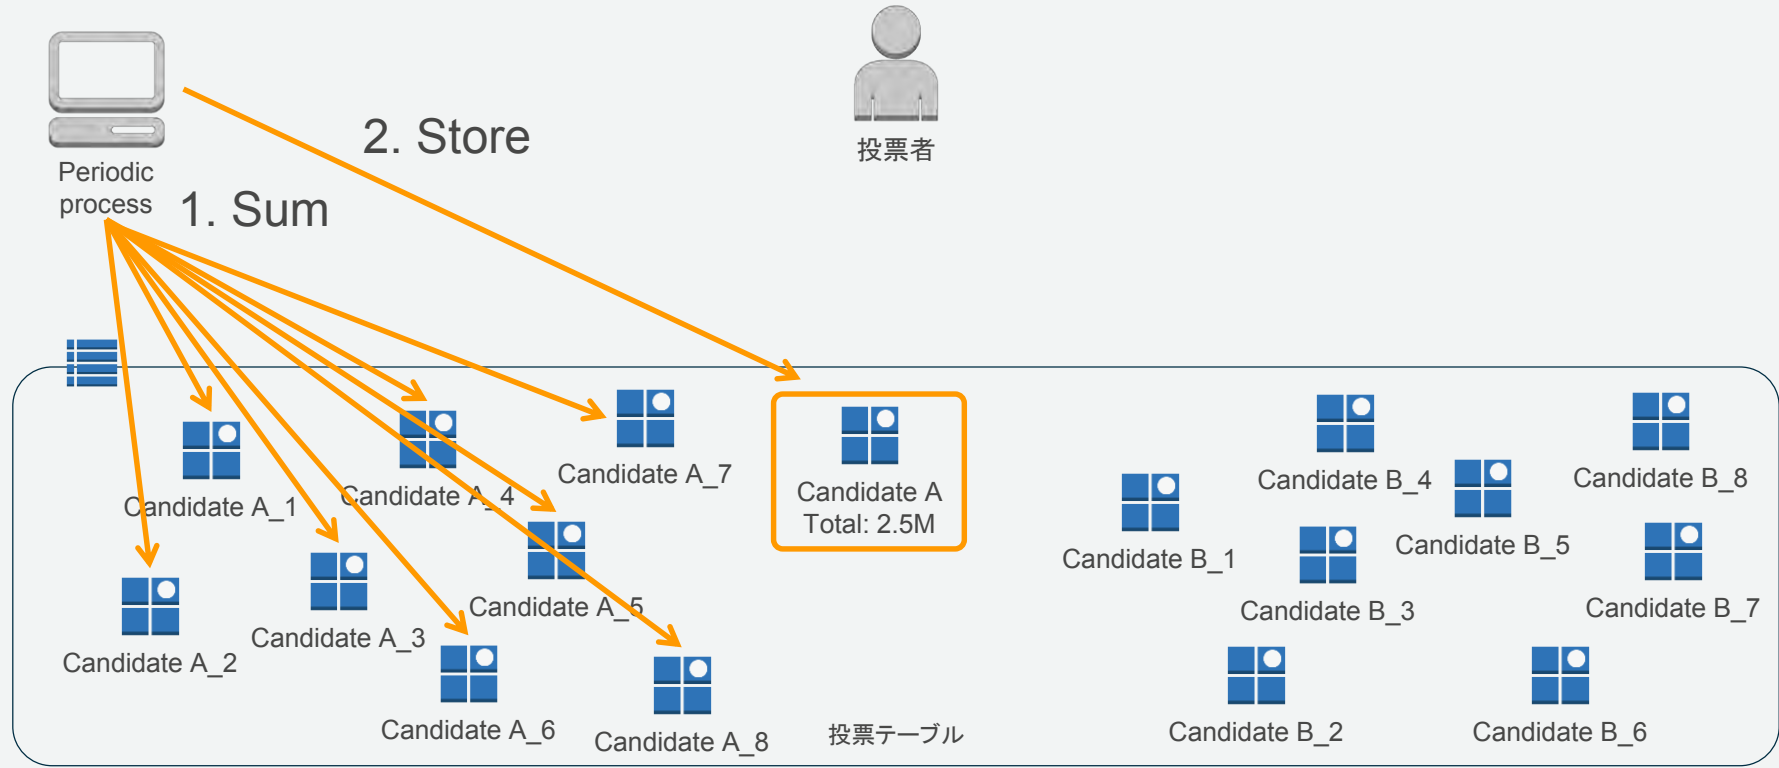 投票者
2. Store
Periodic
process
1. Sum
Candidate A_1
Candidate A_4
Candidate A_7
Candidate A
Total: 2.5M
Candidate A_2
Candidate A_3
Candidate A_5
Candidate A_6
Candidate A_8
投票テーブル
Candidate B_1
Candidate B_4
Candidate B_5
Candidate B_8
Candidate B_3
Candidate B_7
Candidate B_2
Candidate B_6